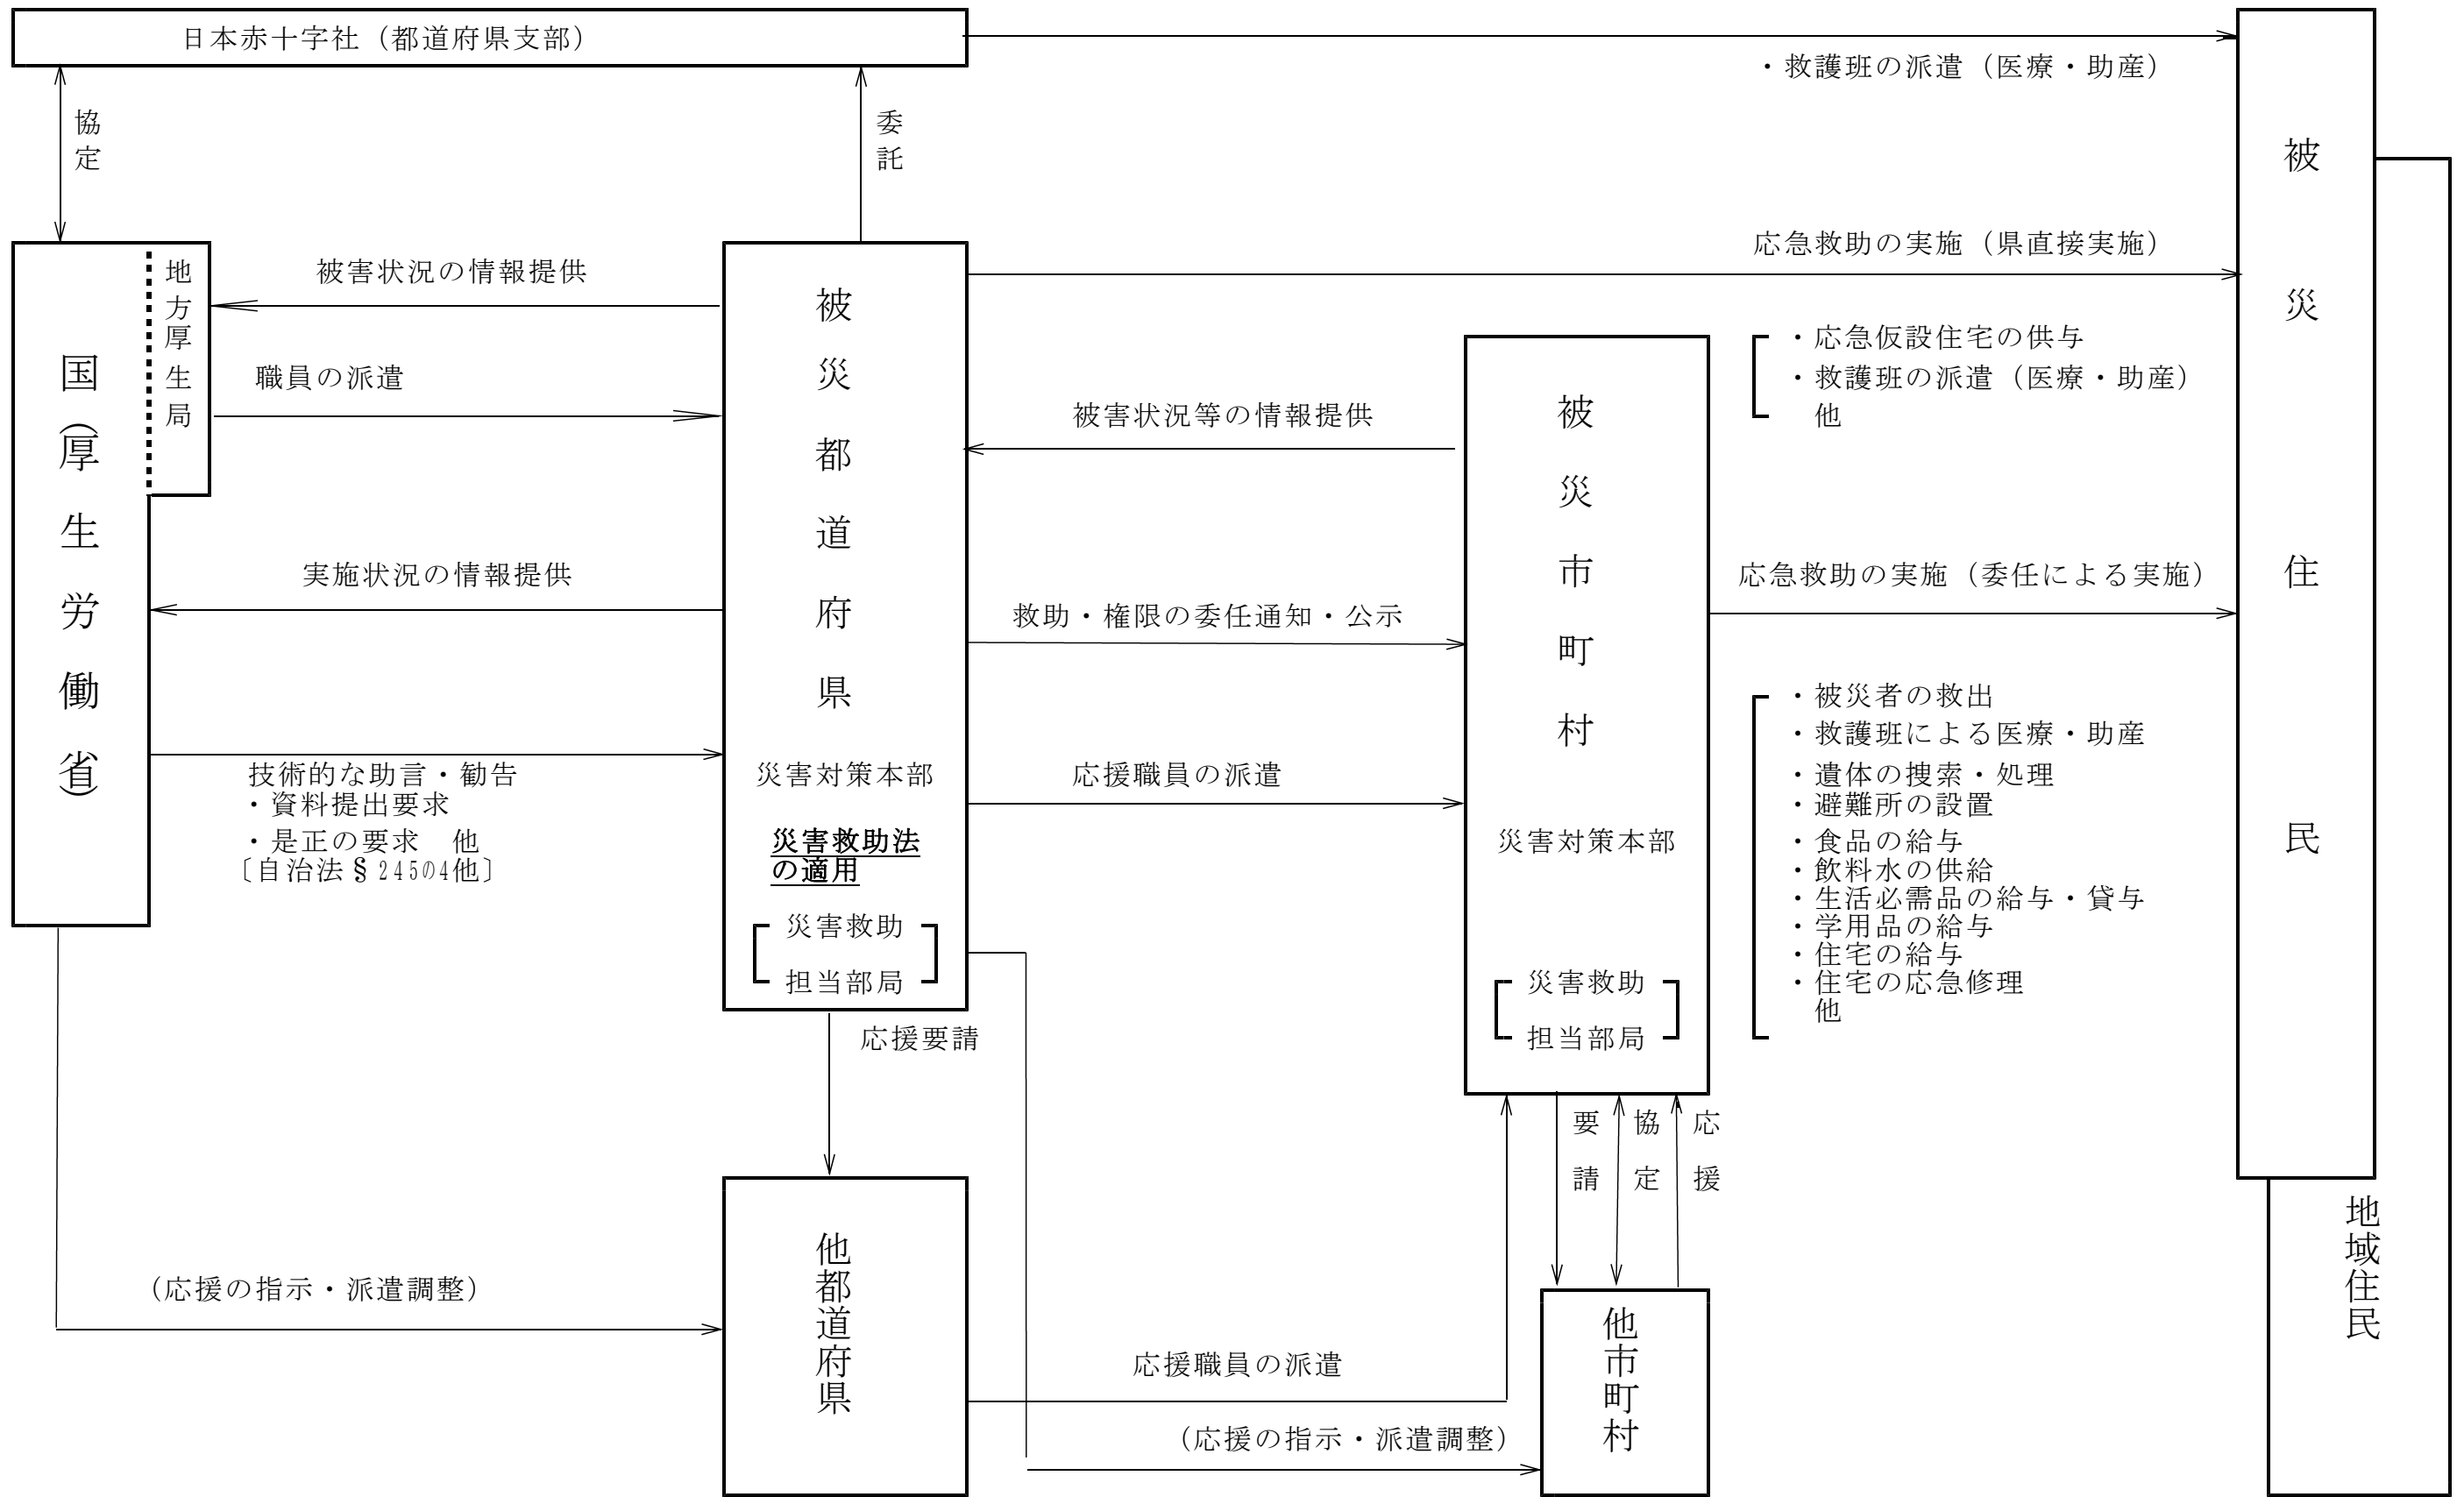 日本赤十字社（都道府県支部）
・救護班の派遣（医療・助産）
協定
委託
国（厚生労働省）
地方厚生局
被害状況の情報提供
職員の派遣
実施状況の情報提供
技術的な助言・勧告
・資料提出要求
・是正の要求　他
〔自治法§245の4他〕
被災都道府県
災害対策本部
災害救助法
の適用
災害救助
担当部局
応急救助の実施（県直接実施）
・応急仮設住宅の供与
・救護班の派遣（医療・助産）
他
被害状況等の情報提供
救助・権限の委任通知・公示
応援職員の派遣
被災市町村
災害対策本部
災害救助
担当部局
応急救助の実施（委任による実施）
・被災者の救出
・救護班による医療・助産
・遺体の捜索・処理
・避難所の設置
・食品の給与
・飲料水の供給
・生活必需品の給与・貸与
・学用品の給与
・住宅の給与
・住宅の応急修理
他
被災住民
地域住民
応援要請
要請
協定
応援
（応援の指示・派遣調整）
他都道府県
応援職員の派遣
（応援の指示・派遣調整）
他市町村